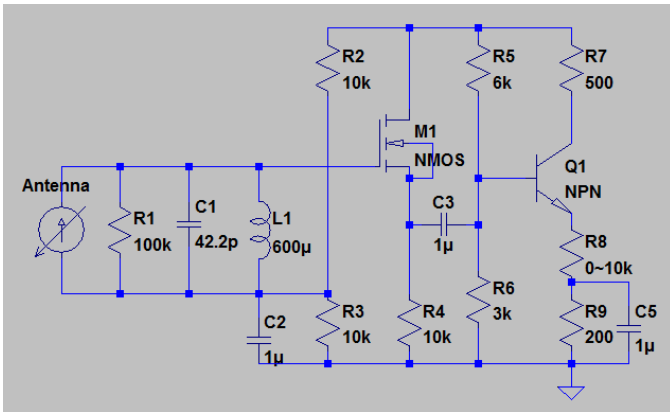 R2
10k
R5
6k
R7
500
M1
NMOS
Antenna
R1
100k
C1
42.2p
L1
600µ
C3
1µ
Q1
NPN
R8
0~10k
C2
1µ
R3
10k
R4
10k
R6
3k
R9
200
C5
1µ